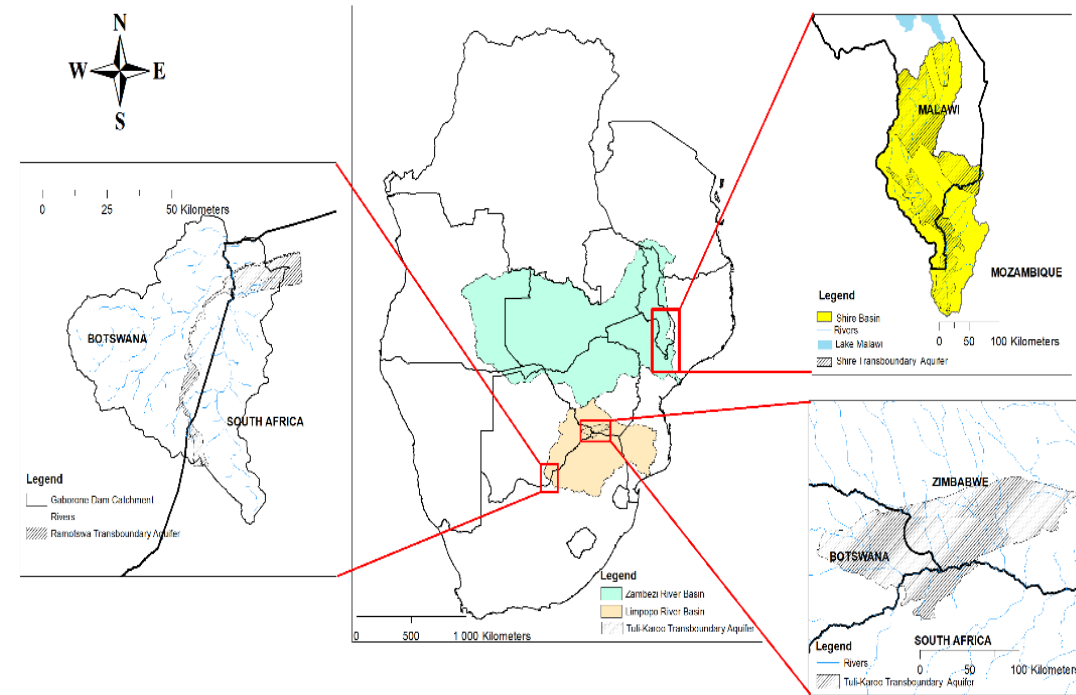 N
W E
S
0 25 50 Kilometers
BOTSWANA
SOUTH AFRICA
Legend
Gaborone Dam Catchment
Rivers
Ramotswa Transboundary Aquifer
Legend
Zambezi River Basin
Limpopo River Basin
Tuli-Karoo Transboundary Aquifer
0 500 1 000 Kilometers
MALAWI
MOZAMBIQUE
Legend
Shire Basin
Rivers
Lake Malawi
Shire Transboundary Aquifer
0 50 100 Kilometers
ZIMBABWE
BOTSWANA
SOUTH AFRICA
Legend
Rivers
Tuli-Karoo Transboundary Aquifer
0 50 100 Kilometers